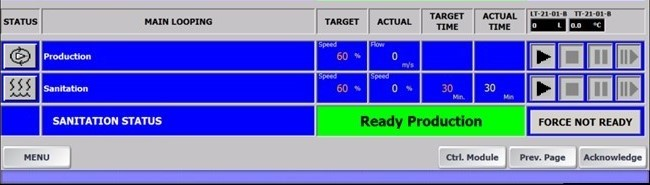 STATUS MAIN LOOPING TARGET ACTUAL TARGET TIME ACTUAL TIME LT-21-01-B TT-21-01-B
0 L 0.0 °C
Production Speed 60 % Flow 0 m/s
Sanitation Speed 60 % Speed 0 % 30 Min. 30 Min
SANITATION STATUS Ready Production FORCE NOT READY
MENU Ctrl. Module Prev. Page Acknowledge